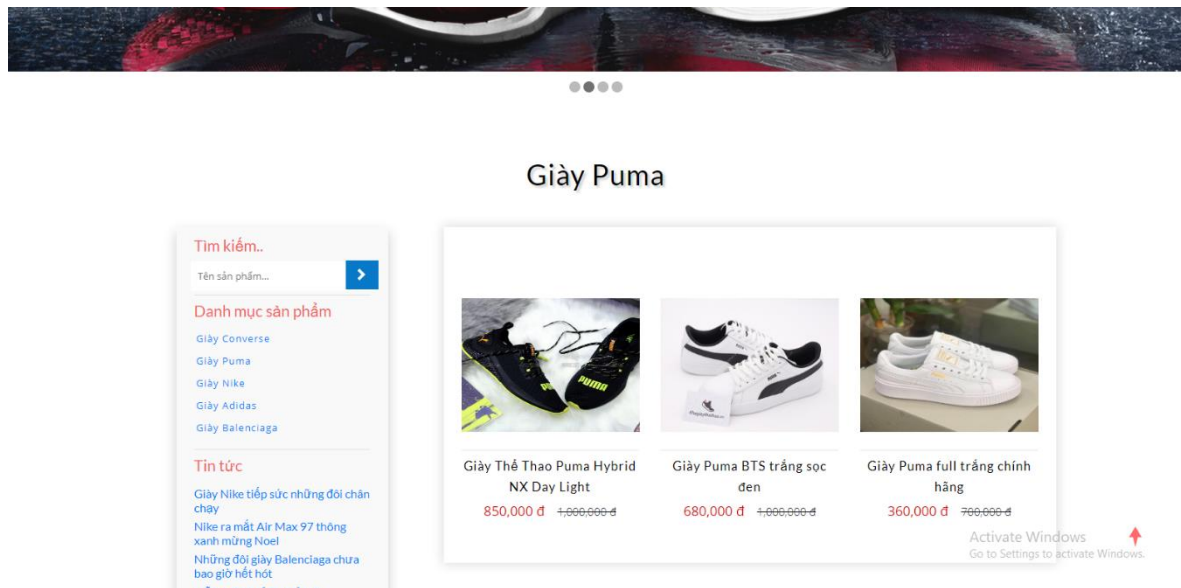 Giày Puma
Tìm kiếm..
Tên sản phẩm...
Danh mục sản phẩm
Giày Converse
Giày Puma
Giày Nike
Giày Adidas
Giày Balenciaga
Tin tức
Giày Nike tiếp sức những đôi chân
chạy
Nike ra mắt Air Max 97 thông
xanh mừng Noel
Những đôi giày Balenciaga chưa
bao giờ hết hót
PUMA
Giày Thể Thao Puma Hybrid
NX Day Light
850,000 đ 1,000,000 đ
Giày Puma BTS trắng sọc
đen
680,000 đ 1,000,000 đ
Giày Puma full trắng chính
hãng
360,000 đ 700,000 đ
Activate Windows
Go to Settings to activate Windows.